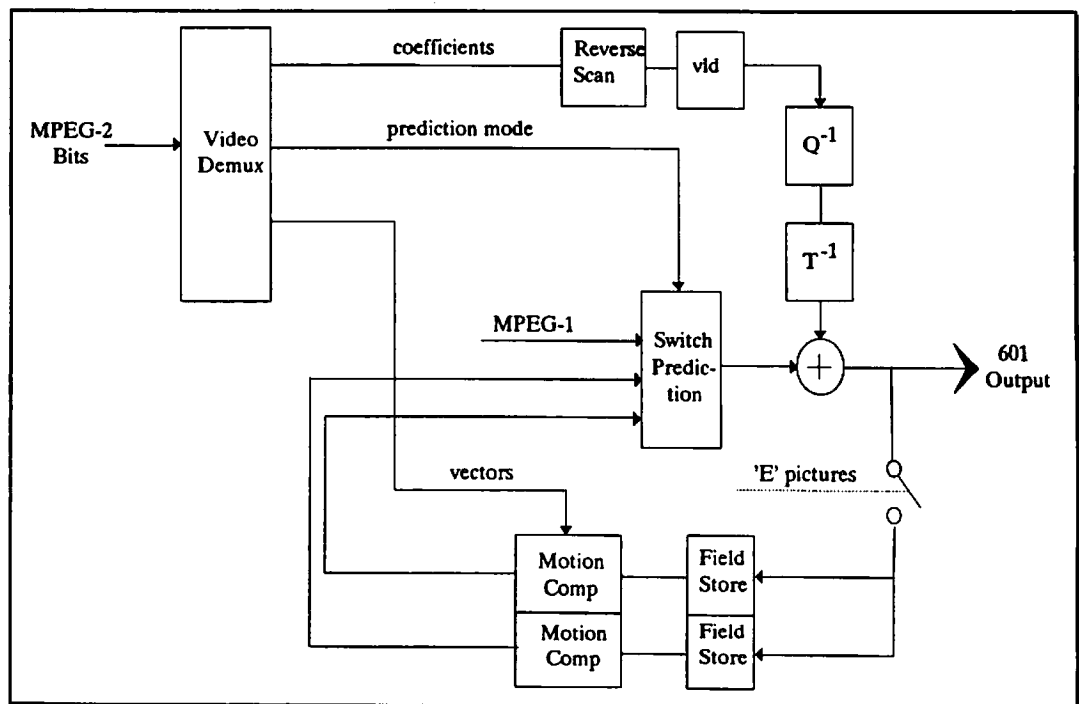 coefficients
Reverse
Scan
vld
MPEG-2
Bits
Video
Demux
prediction mode
Q-1
T-1
MPEG-1
Switch
Predic-
tion
+
601
Output
vectors
'E' pictures
Motion
Comp
Field
Store
Motion
Comp
Field
Store